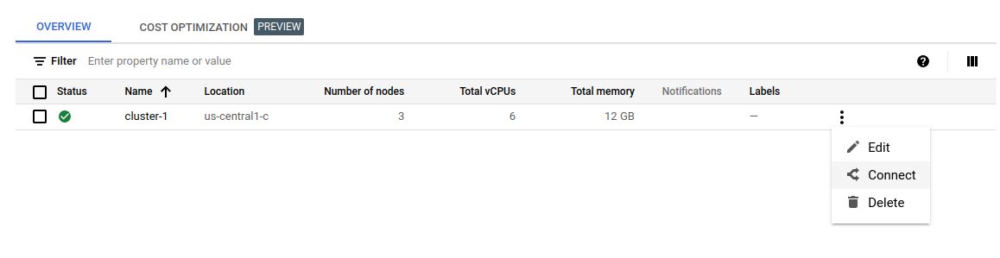 OVERVIEW COST OPTIMIZATION PREVIEW
Filter Enter property name or value
Status Name Location Number of nodes Total vCPUs Total memory Notifications Labels
cluster-1 us-central1-c 3 6 12 GB —
Edit
Connect
Delete